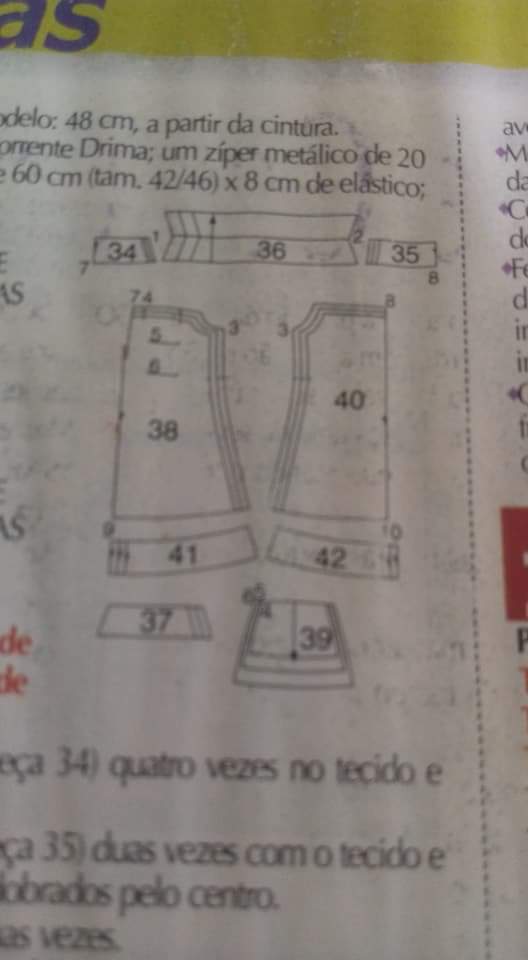 as
odelo: 48 cm, a partir da cintura.
orrente Drima; um zíper metálico de 20
e 60 cm (tam. 42/46) x 8 cm de elástico;
34 1 36 2 35
7 8
7 4 8
5 3 3
6
38 40
9 10
41 42
37 6 5 4 39
E
AS
E
AS
de
de
eça 34) quatro vezes no tecido e
ça 35) duas vezes com o tecido e
dobrados pelo centro.
as vezes.
ave
M
da
C
de
Fe
d
ir
ir
P